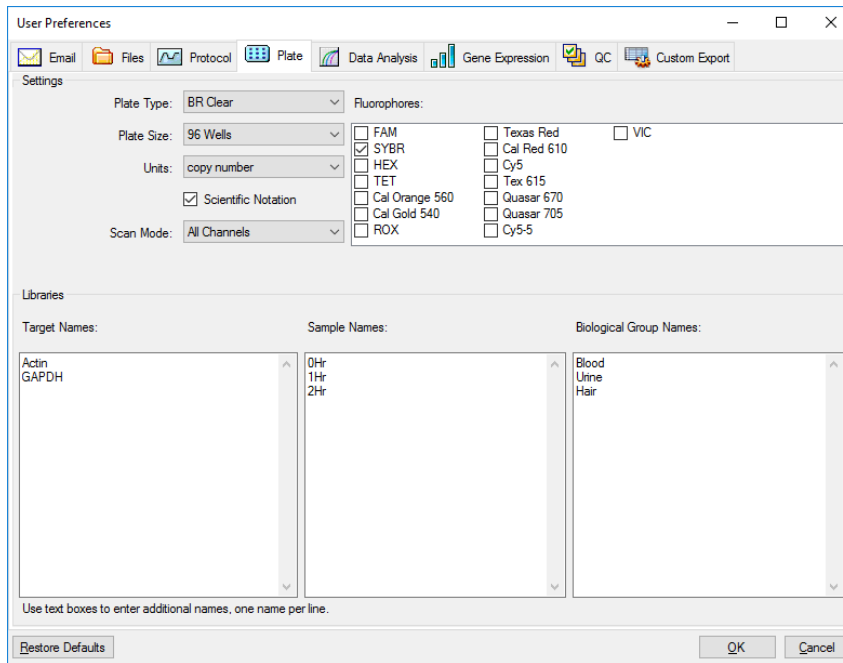 User Preferences
Email Files Protocol Plate Data Analysis Gene Expression QC Custom Export
Settings
Plate Type: BR Clear
Plate Size: 96 Wells
Units: copy number
Scientific Notation
Scan Mode: All Channels
Fluorophores:
FAM Texas Red VIC
SYBR Cal Red 610
HEX Cy5
TET Tex 615
Cal Orange 560 Quasar 670
Cal Gold 540 Quasar 705
ROX Cy5-5
Libraries
Target Names: Sample Names: Biological Group Names:
Actin 0Hr Blood
GAPDH 1Hr Urine
2Hr Hair
Use text boxes to enter additional names, one name per line.
Restore Defaults OK Cancel